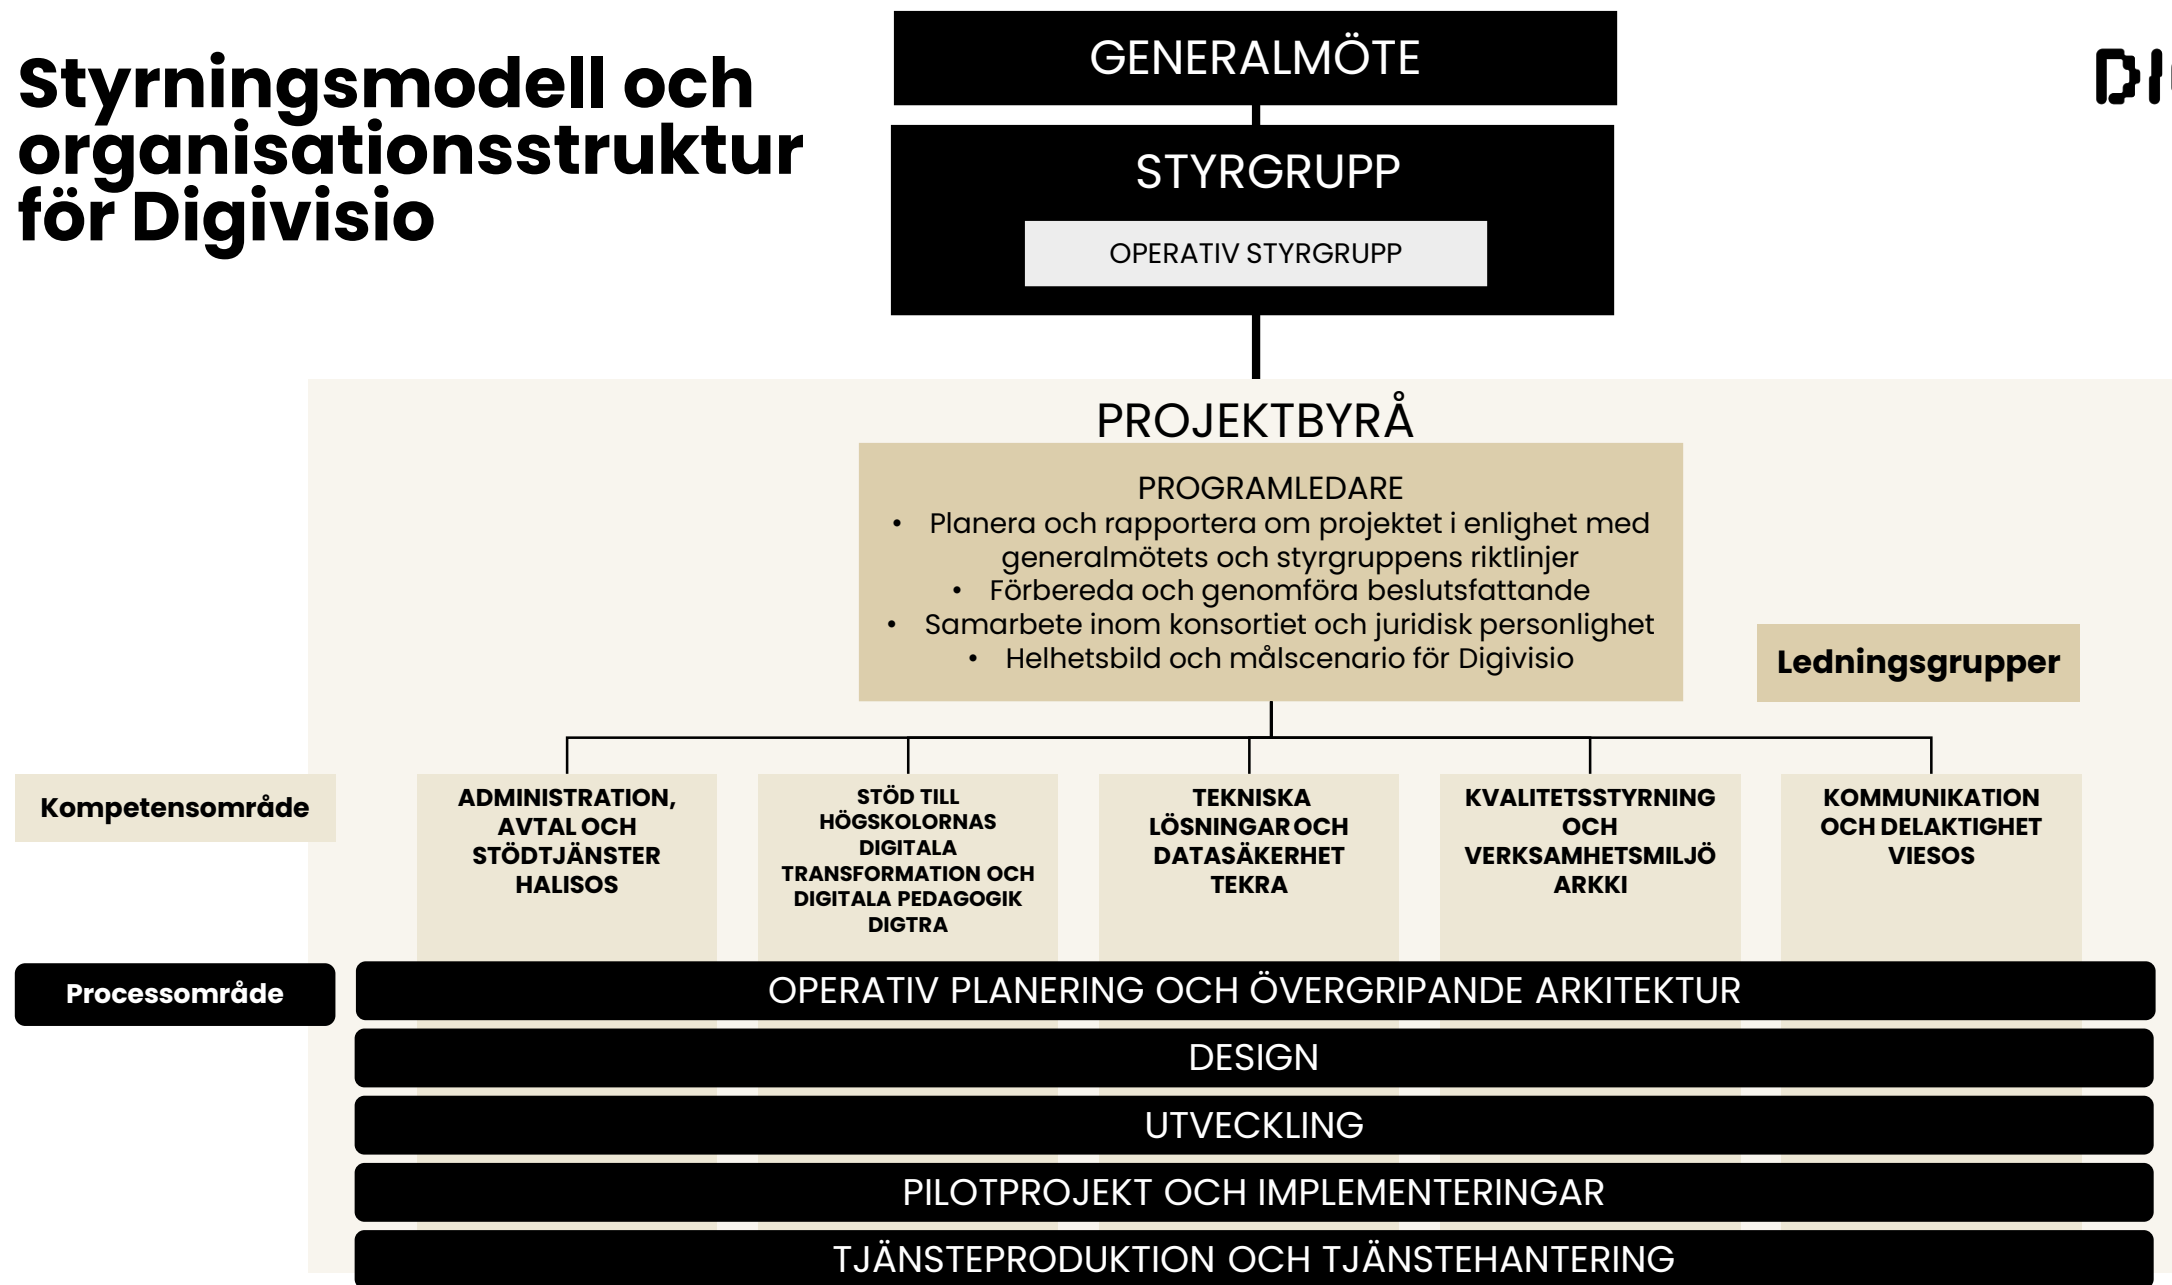 Styrningsmodell och
organisationsstruktur
för Digivisio
GENERALMÖTE
STYRGRUPP
OPERATIV STYRGRUPP
PROJEKTBYRÅ
PROGRAMLEDARE
• Planera och rapportera om projektet i enlighet med
generalmötets och styrgruppens riktlinjer
• Förbereda och genomföra beslutsfattande
• Samarbete inom konsortiet och juridisk personlighet
• Helhetsbild och målscenario för Digivisio
Ledningsgrupper
Kompetensområde
ADMINISTRATION,
AVTAL OCH
STÖDTJÄNSTER
HALISOS
STÖD TILL
HÖGSKOLORNAS
DIGITALA
TRANSFORMATION OCH
DIGITALA PEDAGOGIK
DIGTRA
TEKNISKA
LÖSNINGAR OCH
DATASÄKERHET
TEKRA
KVALITETSSTYRNING
OCH
VERKSAMHETSMILJÖ
ARKKI
KOMMUNIKATION
OCH DELAKTIGHET
VIESOS
Processområde
OPERATIV PLANERING OCH ÖVERGRIPANDE ARKITEKTUR
DESIGN
UTVECKLING
PILOTPROJEKT OCH IMPLEMENTERINGAR
TJÄNSTEPRODUKTION OCH TJÄNSTEHANTERING